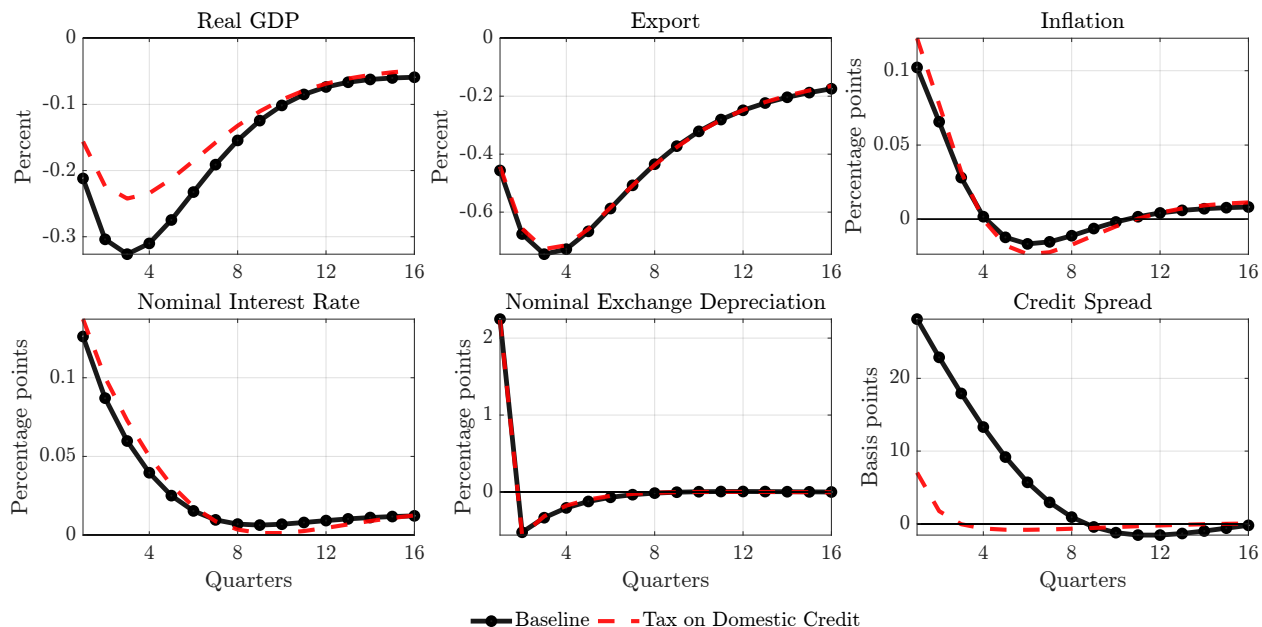 Real GDP
Export
Inflation
Percent
0
-0.1
-0.2
-0.3
4
8
12
16
Percent
0
-0.2
-0.4
-0.6
4
8
12
16
Percentage points
0.1
0.05
0
4
8
12
16
Nominal Interest Rate
Nominal Exchange Depreciation
Credit Spread
Percentage points
0.1
0.05
0
4
8
12
16
Quarters
Percentage points
2
1
0
4
8
12
16
Basis points
20
10
0
4
8
12
16
Quarters
Baseline
Tax on Domestic Credit